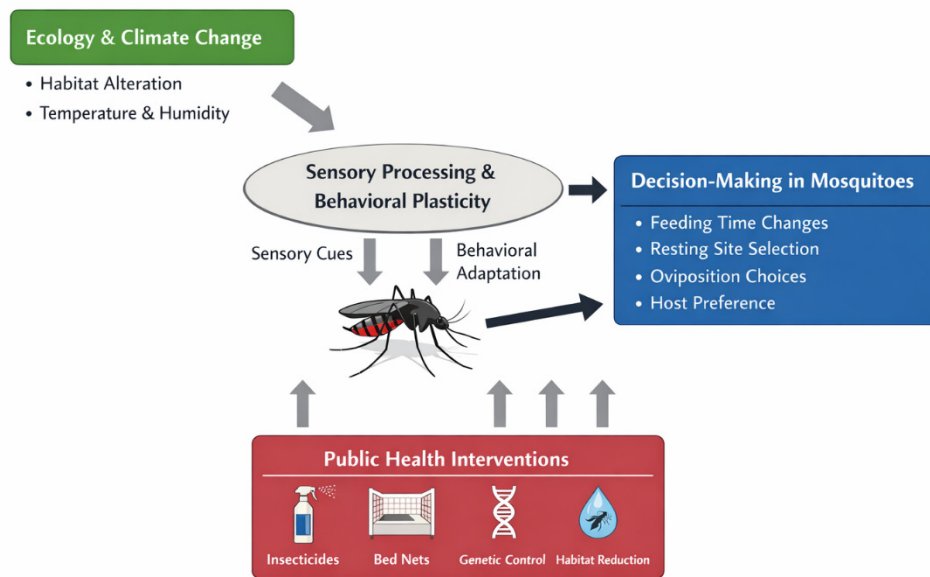 Ecology & Climate Change
• Habitat Alteration
• Temperature & Humidity
Sensory Processing &
Behavioral Plasticity
Sensory Cues
Behavioral
Adaptation
Decision-Making in Mosquitoes
• Feeding Time Changes
• Resting Site Selection
• Oviposition Choices
• Host Preference
Public Health Interventions
Insecticides
Bed Nets
Genetic Control
Habitat Reduction